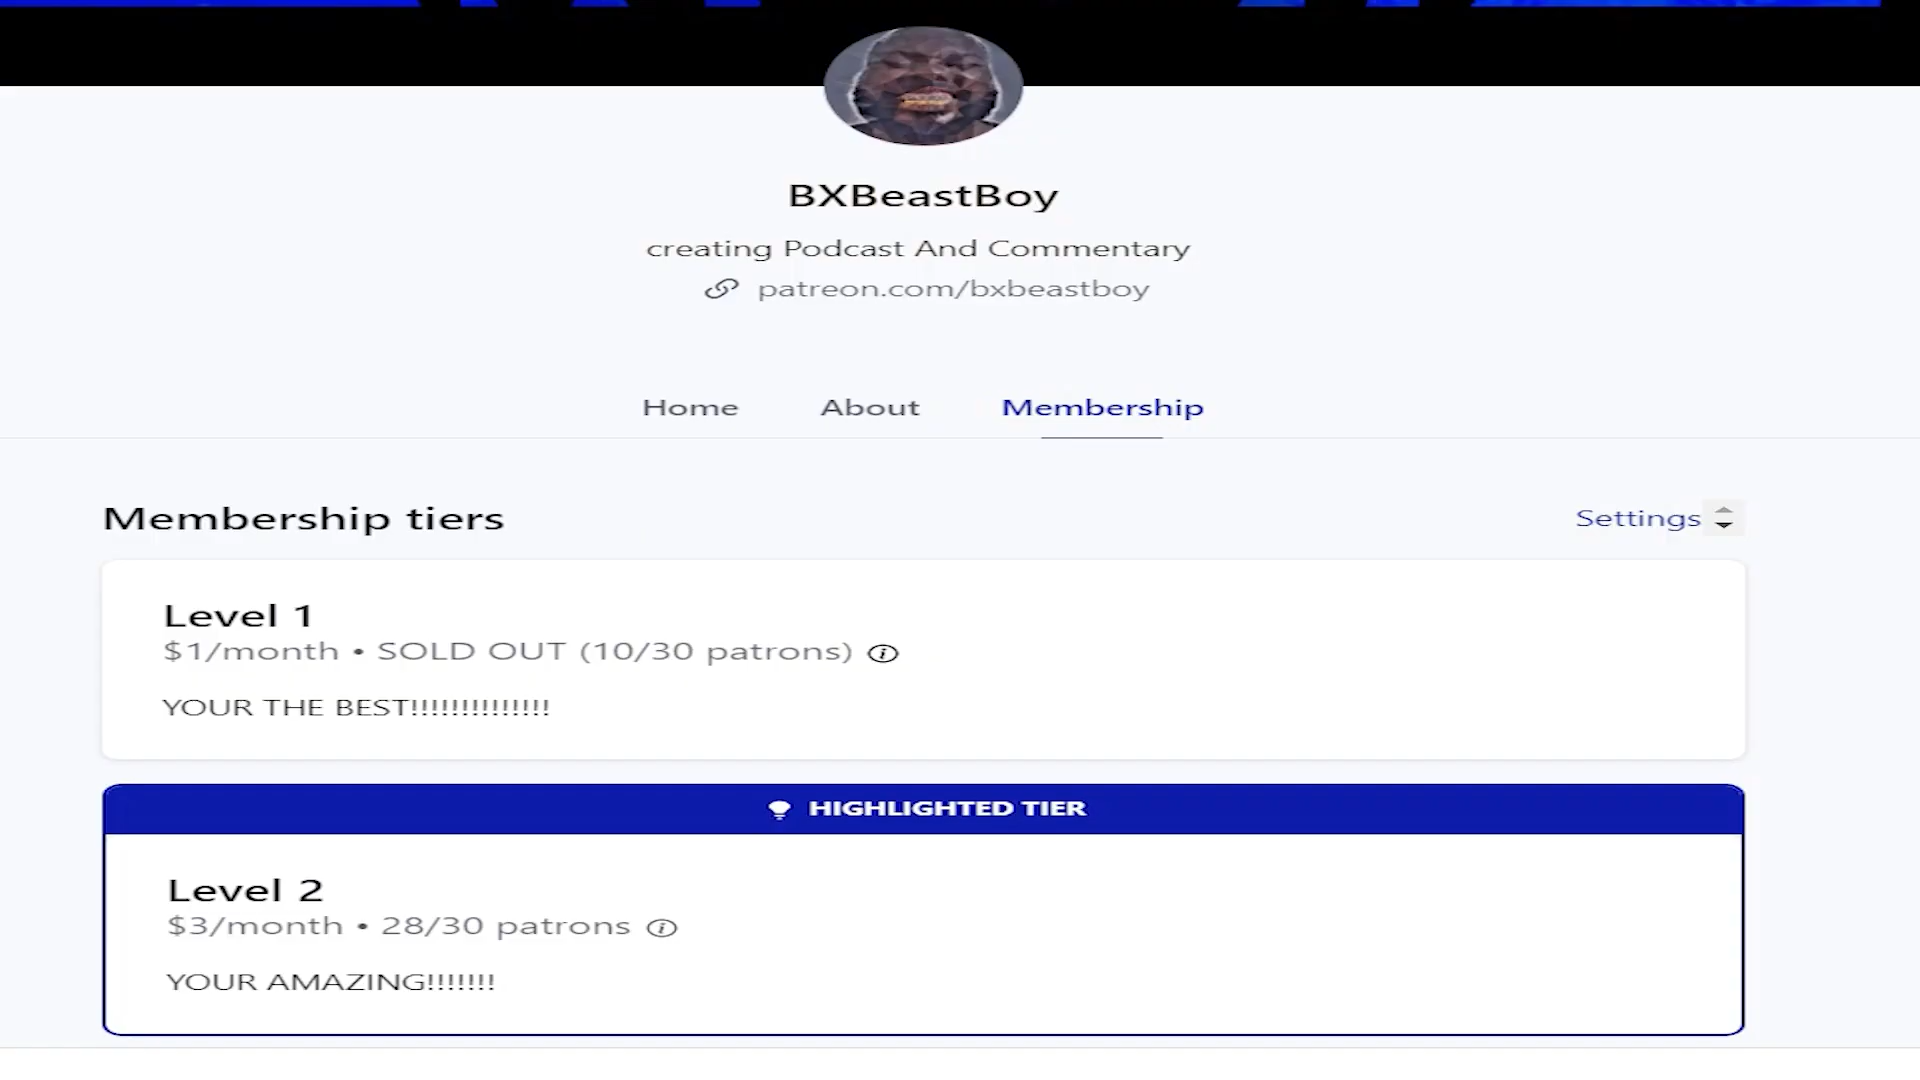 BXBeastBoy
creating Podcast And Commentary
patreon.com/bxbeastboy
Home About Membership
Membership tiers Settings
Level 1
$1/month • SOLD OUT (10/30 patrons)
YOUR THE BEST!!!!!!!!!!!!!!
HIGHLIGHTED TIER
Level 2
$3/month • 28/30 patrons
YOUR AMAZING!!!!!!!